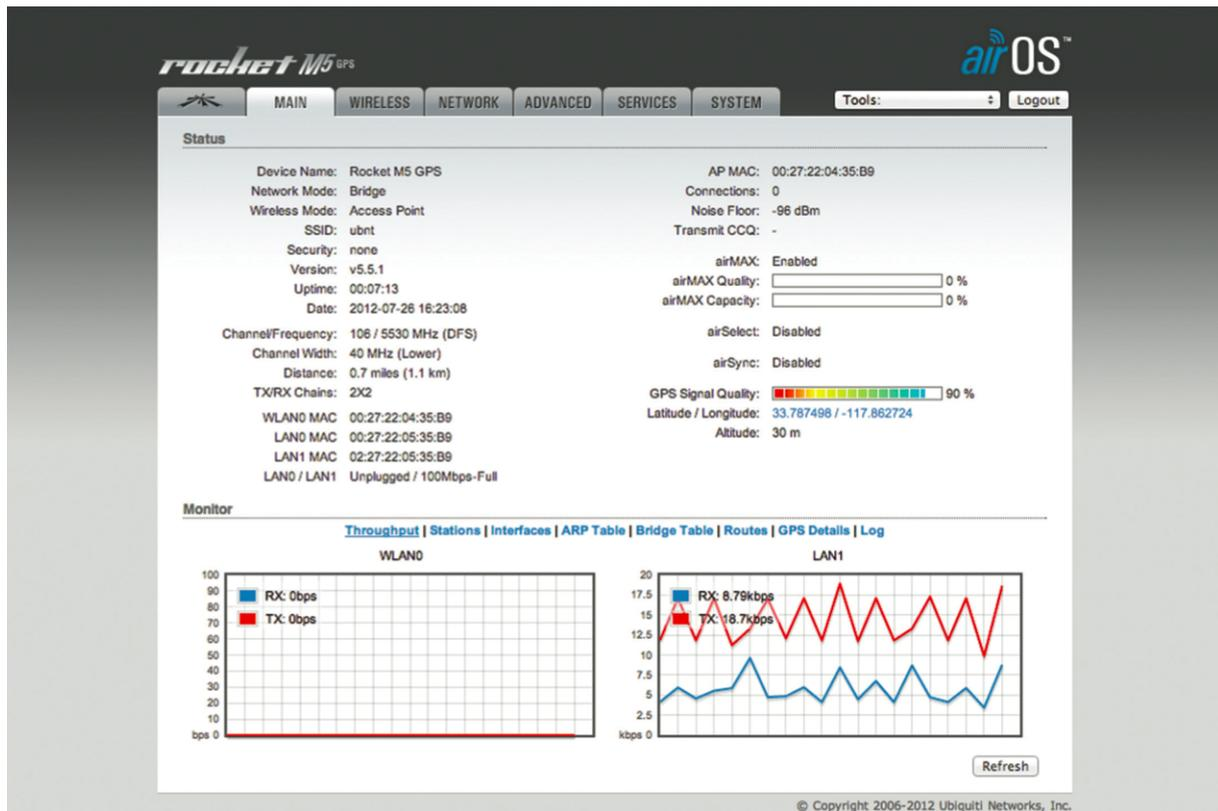 rocket M5 GPS
airOS™
MAIN WIRELESS NETWORK ADVANCED SERVICES SYSTEM Tools: Logout
Status
Device Name: Rocket M5 GPS
Network Mode: Bridge
Wireless Mode: Access Point
SSID: ubnt
Security: none
Version: v5.5.1
Uptime: 00:07:13
Date: 2012-07-26 16:23:08
Channel/Frequency: 106 / 5530 MHz (DFS)
Channel Width: 40 MHz (Lower)
Distance: 0.7 miles (1.1 km)
TX/RX Chains: 2X2
WLAN0 MAC 00:27:22:04:35:B9
LAN0 MAC 00:27:22:05:35:B9
LAN1 MAC 02:27:22:05:35:B9
LAN0 / LAN1 Unplugged / 100Mbps-Full
AP MAC: 00:27:22:04:35:B9
Connections: 0
Noise Floor: -96 dBm
Transmit CCQ: -
airMAX: Enabled
airMAX Quality: 0 %
airMAX Capacity: 0 %
airSelect: Disabled
airSync: Disabled
GPS Signal Quality: 90 %
Latitude / Longitude: 33.787498 / -117.862724
Altitude: 30 m
Monitor
Throughput | Stations | Interfaces | ARP Table | Bridge Table | Routes | GPS Details | Log
WLAN0
100
90
80
70
60
50
40
30
20
10
bps 0
RX: 0bps
TX: 0bps
LAN1
20
17.5
15
12.5
10
7.5
5
2.5
kbps 0
RX: 8.79kbps
TX: 18.7kbps
Refresh
© Copyright 2006-2012 Ubiquiti Networks, Inc.